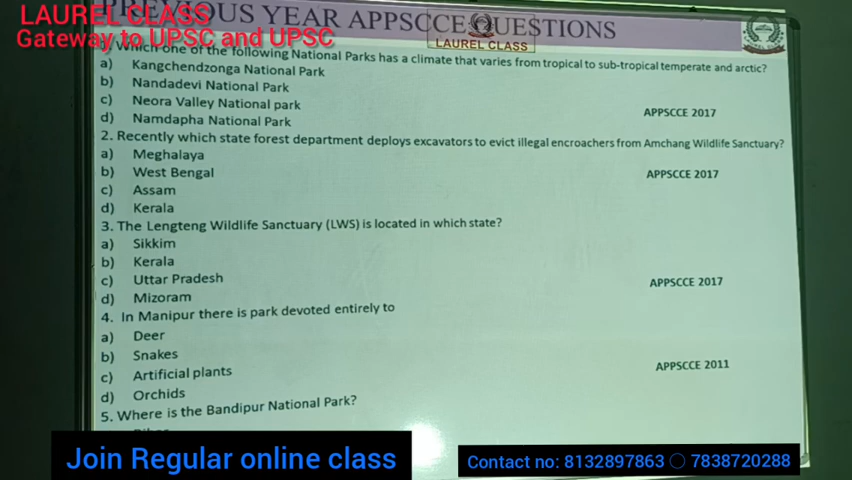 LAUREL CLASS
Gateway to UPSC and UPSC
PREVIOUS YEAR APPSCCE QUESTIONS
LAUREL CLASS
Which one of the following National Parks has a climate that varies from tropical to sub-tropical temperate and arctic?
a) Kangchendzonga National Park
b) Nandadevi National Park
c) Neora Valley National park
d) Namdapha National Park
APPSCCE 2017
2. Recently which state forest department deploys excavators to evict illegal encroachers from Amchang Wildlife Sanctuary?
a) Meghalaya
b) West Bengal
APPSCCE 2017
c) Assam
d) Kerala
3. The Lengteng Wildlife Sanctuary (LWS) is located in which state?
a) Sikkim
b) Kerala
c) Uttar Pradesh
APPSCCE 2017
d) Mizoram
4. In Manipur there is park devoted entirely to
a) Deer
b) Snakes
c) Artificial plants
APPSCCE 2011
d) Orchids
5. Where is the Bandipur National Park?
Join Regular online class
Contact no: 8132897863 7838720288